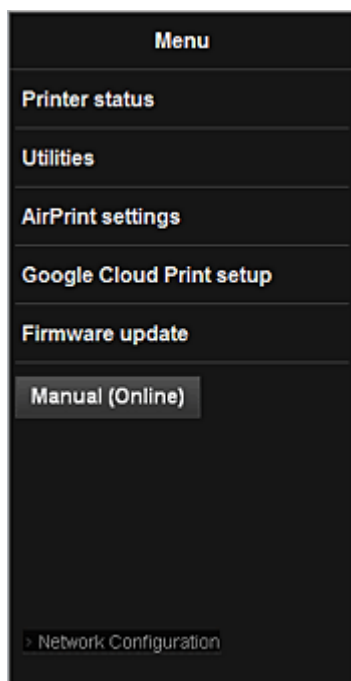 Menu
Printer status
Utilities
AirPrint settings
Google Cloud Print setup
Firmware update
Manual (Online)
> Network Configuration